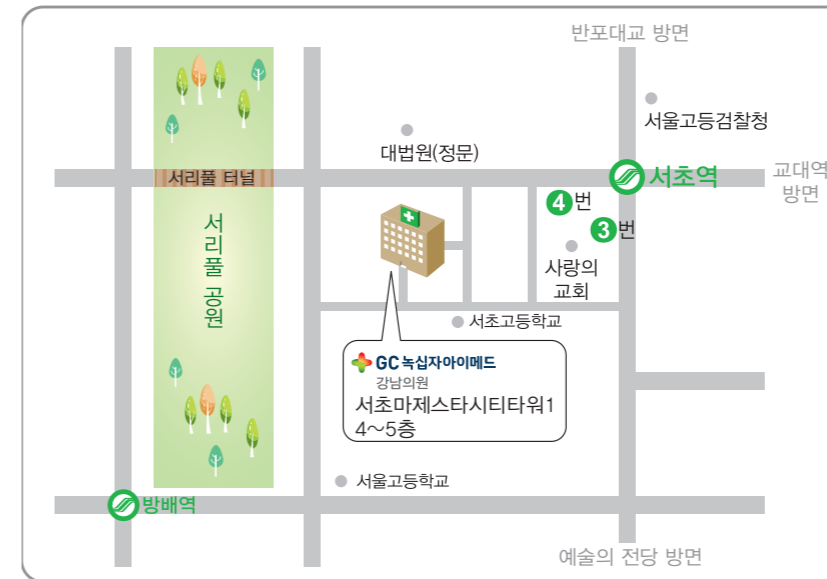 반포대교 방면
서울고등검찰청
대법원(정문)
서리풀 터널
서초역
교대역
방면
4번
3번
서리풀 공원
사랑의
교회
서초고등학교
GC 녹십자아이메드
강남의원
서초마제스타시티타워1
4~5층
서울고등학교
방배역
예술의 전당 방면